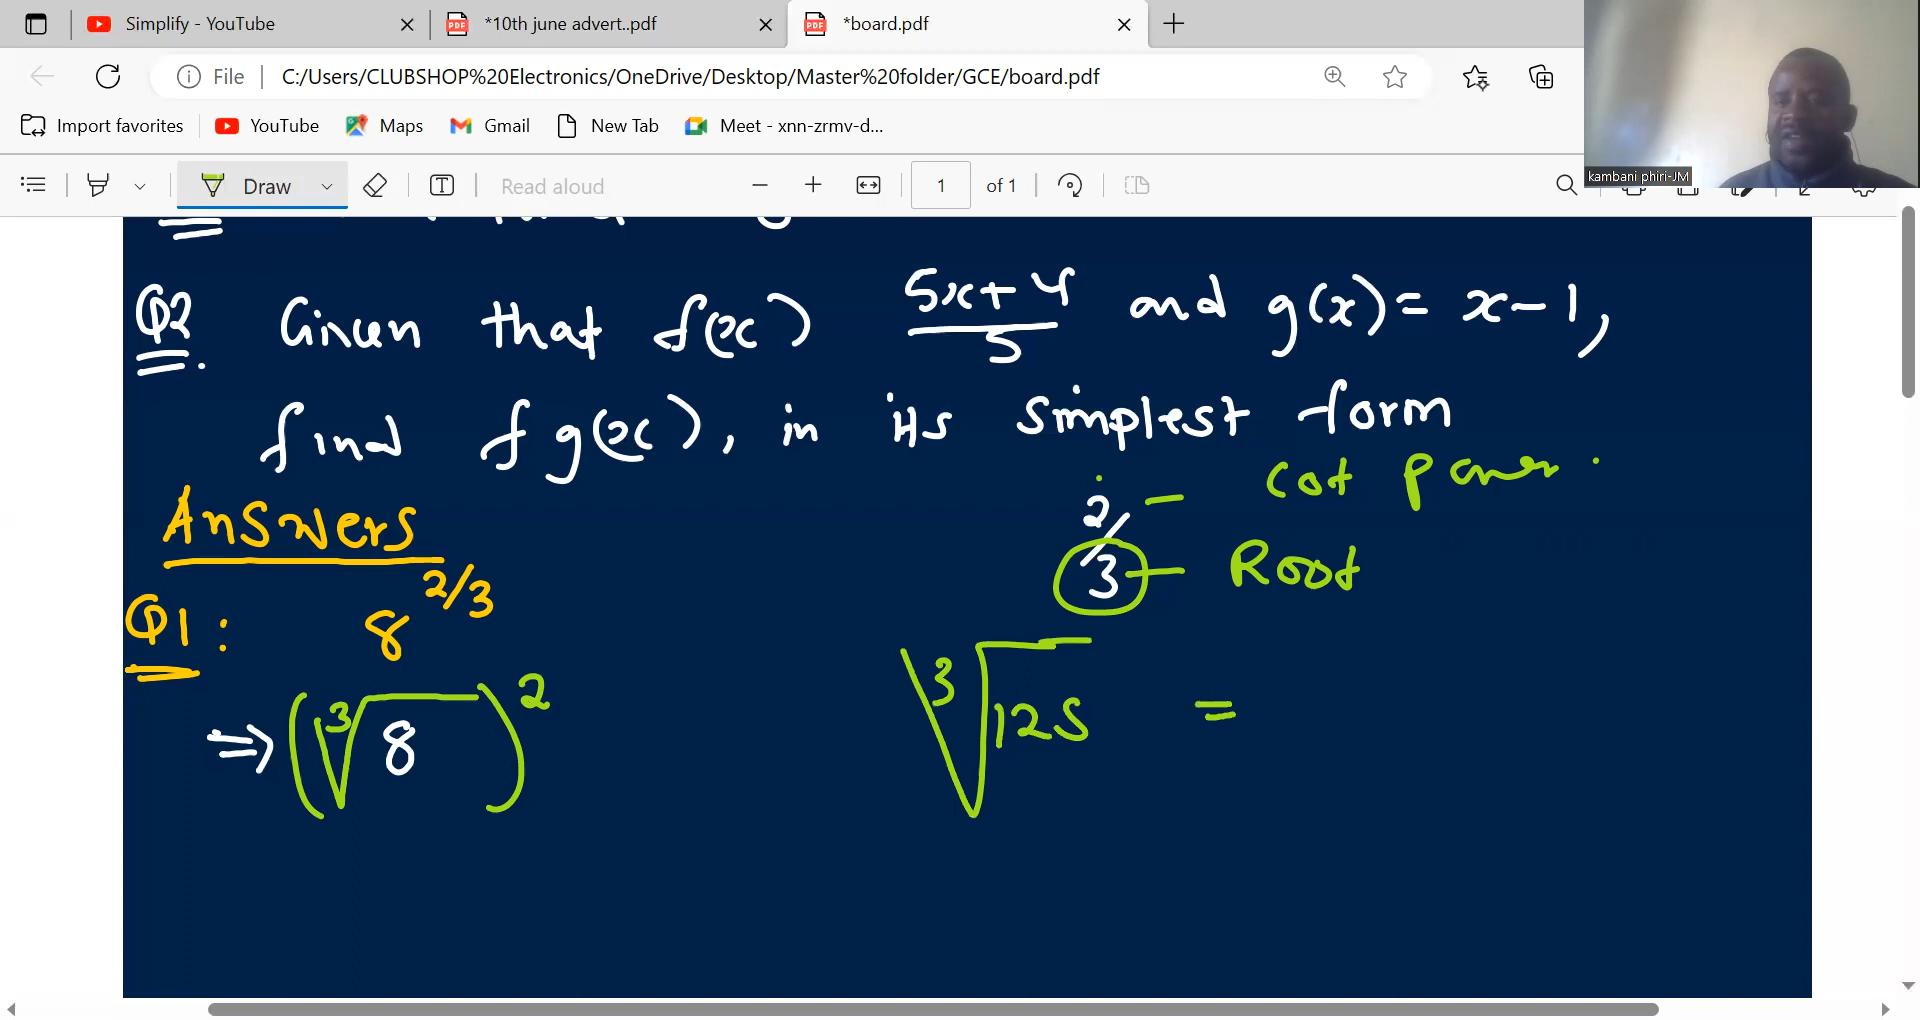 Simplify - YouTube
*10th june advert..pdf
*board.pdf
File
C:/Users/CLUBSHOP%20Electronics/OneDrive/Desktop/Master%20folder/GCE/board.pdf
Import favorites
YouTube
Maps
Gmail
New Tab
Meet - xnn-zrmv-d...
kambani phiri-JM
Draw
Read aloud
1 of 1
Q2. Given that f(x) (5x+4)/5 and g(x) = x-1,
find fg(x), in its simplest form
Answers
2/3
- Root
Q1: 8^(2/3)
⇒ (∛8)²
∛125 =